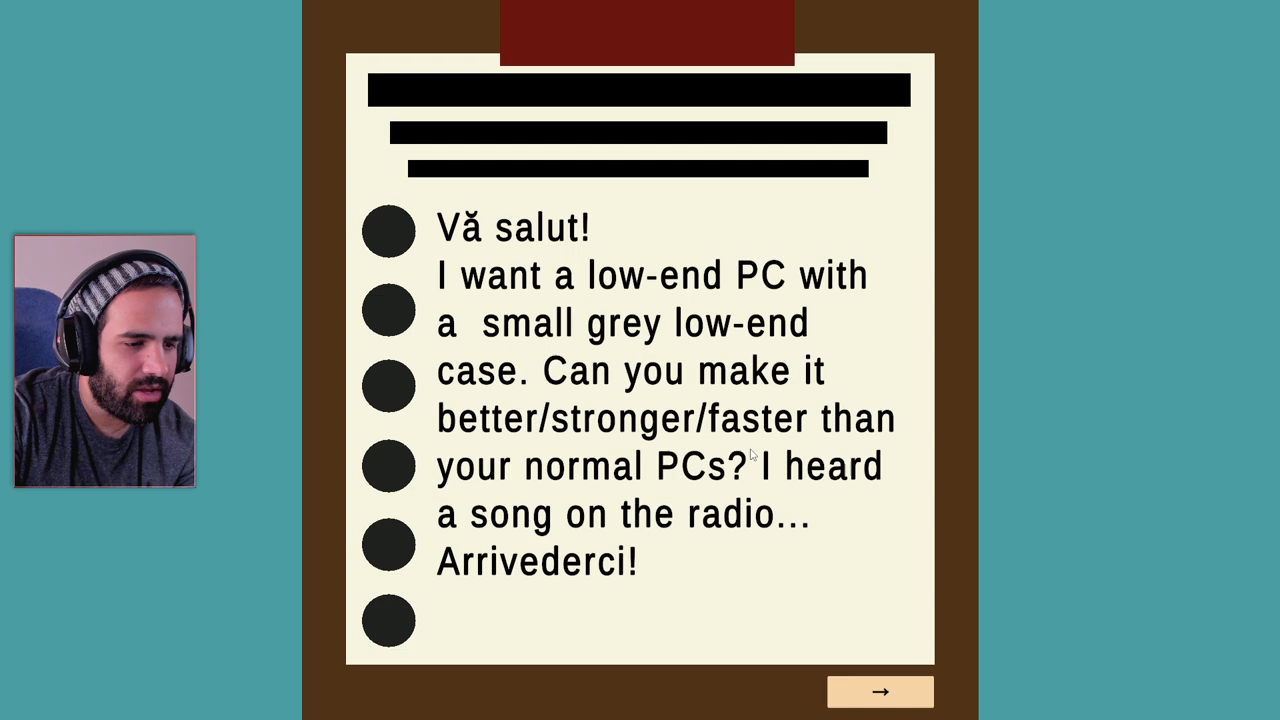 Vă salut!
I want a low-end PC with
a  small grey low-end
case. Can you make it
better/stronger/faster than
your normal PCs? I heard
a song on the radio...
Arrivederci!
→